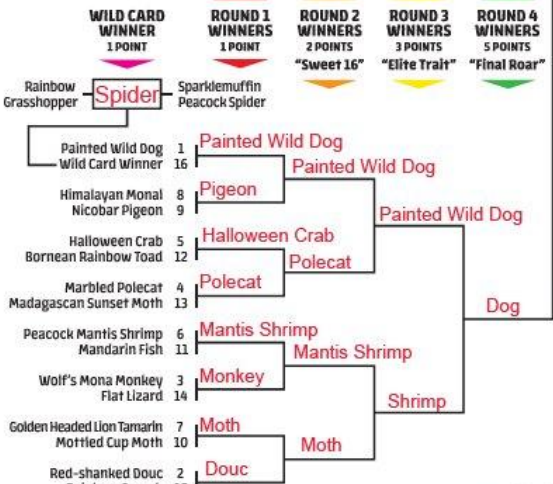 WILD CARD
WINNER
1 POINT
ROUND 1
WINNERS
1 POINT
ROUND 2
WINNERS
2 POINTS
"Sweet 16"
ROUND 3
WINNERS
3 POINTS
"Elite Trait"
ROUND 4
WINNERS
5 POINTS
"Final Roar"
Rainbow
Grasshopper
Spider
Sparklemuffin
Peacock Spider
Painted Wild Dog 1
Wild Card Winner 16
Painted Wild Dog
Painted Wild Dog
Himalayan Monal 8
Nicobar Pigeon 9
Pigeon
Painted Wild Dog
Halloween Crab 5
Bornean Rainbow Toad 12
Halloween Crab
Polecat
Marbled Polecat 4
Madagascan Sunset Moth 13
Polecat
Dog
Peacock Mantis Shrimp 6
Mandarin Fish 11
Mantis Shrimp
Mantis Shrimp
Wolf's Mona Monkey 3
Flat Lizard 14
Monkey
Shrimp
Golden Headed Lion Tamarin 7
Mottled Cup Moth 10
Moth
Moth
Red-shanked Douc 2
Douc